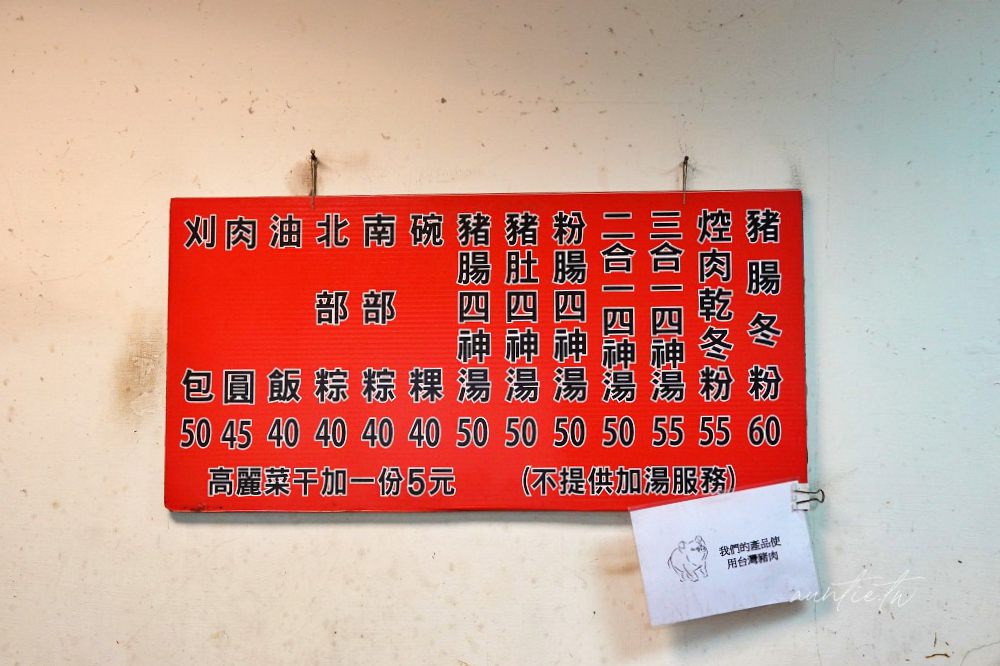 刈包 50
肉圓 45
油飯 40
北部粽 40
南部粽 40
碗粿 40
豬腸四神湯 50
豬肚四神湯 50
粉腸四神湯 50
二合一四神湯 50
三合一四神湯 55
焢肉乾冬粉 55
豬腸冬粉 60
高麗菜干加一份5元 (不提供加湯服務)
我們的產品使
用台灣豬肉
auntie.tw